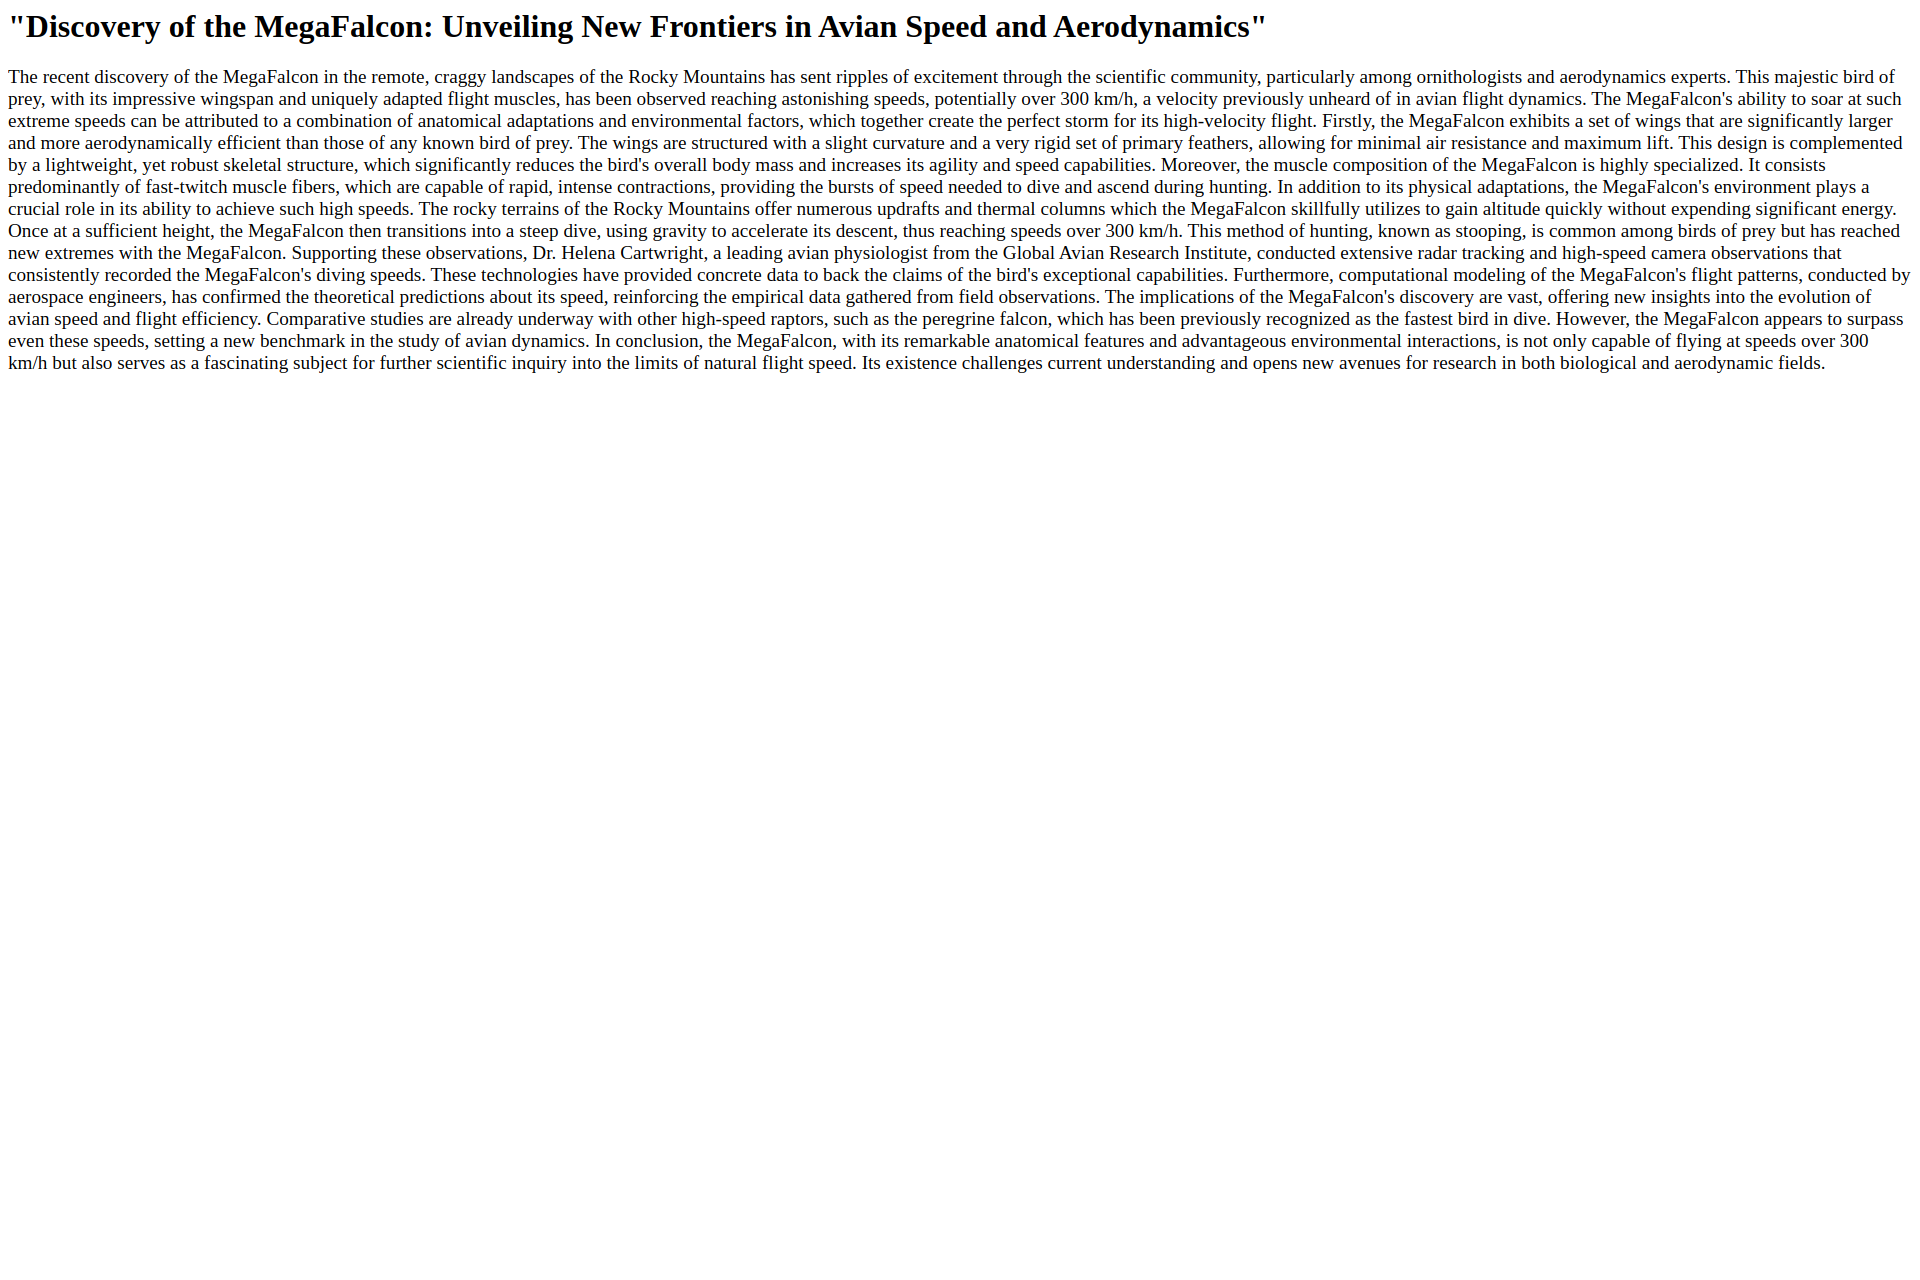 "Discovery of the MegaFalcon: Unveiling New Frontiers in Avian Speed and Aerodynamics"
The recent discovery of the MegaFalcon in the remote, craggy landscapes of the Rocky Mountains has sent ripples of excitement through the scientific community, particularly among ornithologists and aerodynamics experts. This majestic bird of
prey, with its impressive wingspan and uniquely adapted flight muscles, has been observed reaching astonishing speeds, potentially over 300 km/h, a velocity previously unheard of in avian flight dynamics. The MegaFalcon's ability to soar at such
extreme speeds can be attributed to a combination of anatomical adaptations and environmental factors, which together create the perfect storm for its high-velocity flight. Firstly, the MegaFalcon exhibits a set of wings that are significantly larger
and more aerodynamically efficient than those of any known bird of prey. The wings are structured with a slight curvature and a very rigid set of primary feathers, allowing for minimal air resistance and maximum lift. This design is complemented
by a lightweight, yet robust skeletal structure, which significantly reduces the bird's overall body mass and increases its agility and speed capabilities. Moreover, the muscle composition of the MegaFalcon is highly specialized. It consists
predominantly of fast-twitch muscle fibers, which are capable of rapid, intense contractions, providing the bursts of speed needed to dive and ascend during hunting. In addition to its physical adaptations, the MegaFalcon's environment plays a
crucial role in its ability to achieve such high speeds. The rocky terrains of the Rocky Mountains offer numerous updrafts and thermal columns which the MegaFalcon skillfully utilizes to gain altitude quickly without expending significant energy.
Once at a sufficient height, the MegaFalcon then transitions into a steep dive, using gravity to accelerate its descent, thus reaching speeds over 300 km/h. This method of hunting, known as stooping, is common among birds of prey but has reached
new extremes with the MegaFalcon. Supporting these observations, Dr. Helena Cartwright, a leading avian physiologist from the Global Avian Research Institute, conducted extensive radar tracking and high-speed camera observations that
consistently recorded the MegaFalcon's diving speeds. These technologies have provided concrete data to back the claims of the bird's exceptional capabilities. Furthermore, computational modeling of the MegaFalcon's flight patterns, conducted by
aerospace engineers, has confirmed the theoretical predictions about its speed, reinforcing the empirical data gathered from field observations. The implications of the MegaFalcon's discovery are vast, offering new insights into the evolution of
avian speed and flight efficiency. Comparative studies are already underway with other high-speed raptors, such as the peregrine falcon, which has been previously recognized as the fastest bird in dive. However, the MegaFalcon appears to surpass
even these speeds, setting a new benchmark in the study of avian dynamics. In conclusion, the MegaFalcon, with its remarkable anatomical features and advantageous environmental interactions, is not only capable of flying at speeds over 300
km/h but also serves as a fascinating subject for further scientific inquiry into the limits of natural flight speed. Its existence challenges current understanding and opens new avenues for research in both biological and aerodynamic fields.